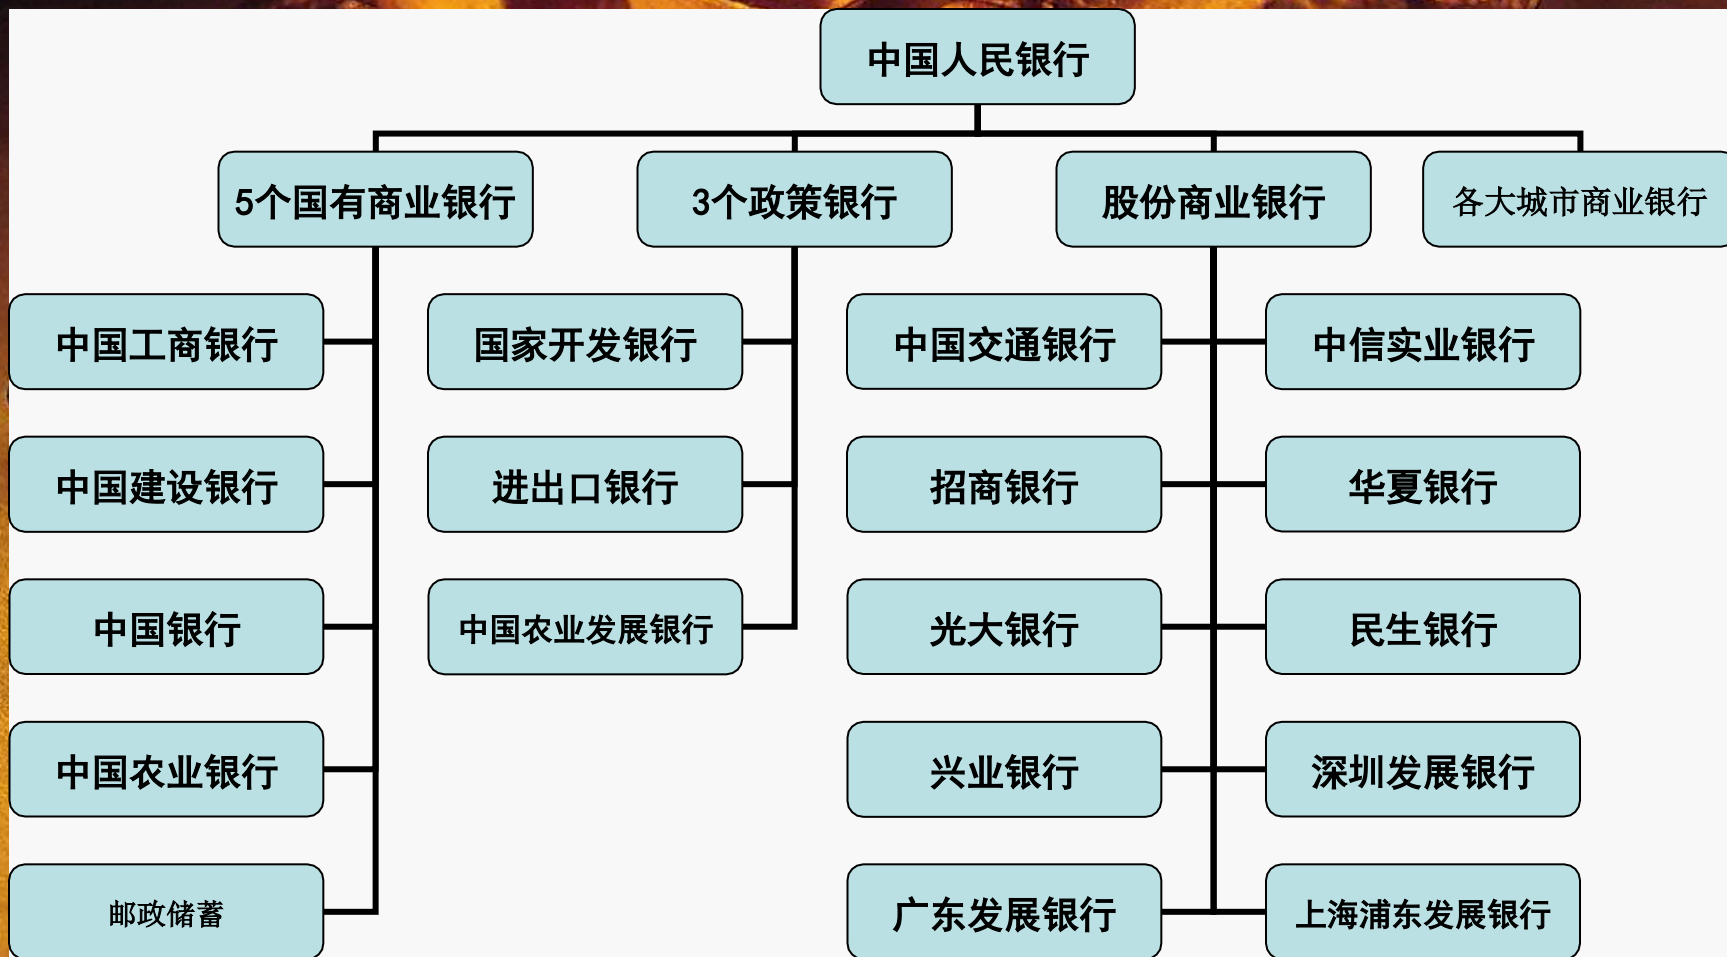 中国人民银行
5个国有商业银行
3个政策银行
股份商业银行
各大城市商业银行
中国工商银行
国家开发银行
中国交通银行
中信实业银行
中国建设银行
进出口银行
招商银行
华夏银行
中国银行
中国农业发展银行
光大银行
民生银行
中国农业银行
兴业银行
深圳发展银行
邮政储蓄
广东发展银行
上海浦东发展银行